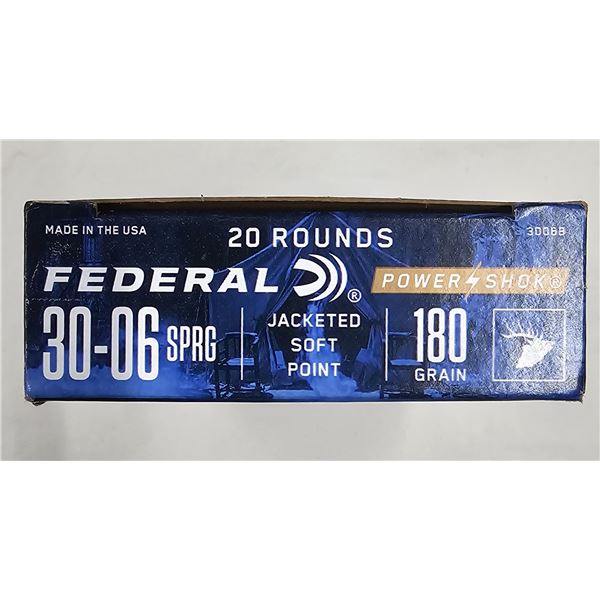 MADE IN THE USA
20 ROUNDS
3006B
FEDERAL®
POWER SHOK®
30-06 SPRG
JACKETED
SOFT
POINT
180
GRAIN